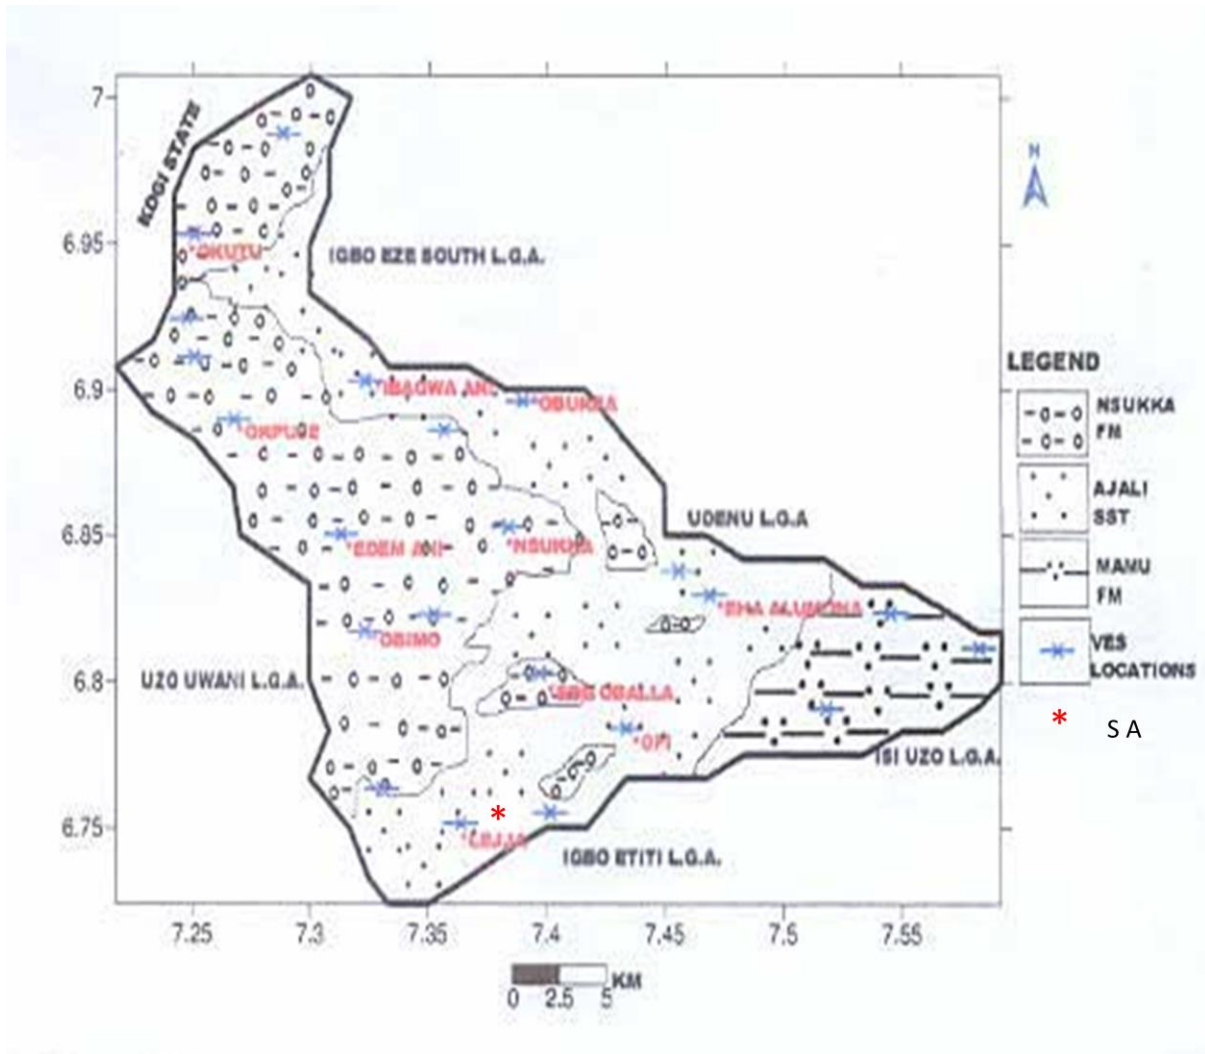 7
KOGI STATE
N
6.95
*OKUTU
IGBO EZE SOUTH L.G.A.
LEGEND
6.9
*IBAGWA ANI
*OBUKPA
NSUKKA
FM
*OKPUJE
AJALI
SST
UDENU L.G.A
6.85
*EDEM ANI
*NSUKKA
MAMU
FM
*EHA ALUMONA
*OBIMO
VES
LOCATIONS
UZO UWANI L.G.A.
6.8
OBALLA
*OPI
* S A
ISI UZO L.G.A.
*
6.75
*LEJJA
IGBO ETITI L.G.A.
7.25 7.3 7.35 7.4 7.45 7.5 7.55
KM
0 2.5 5